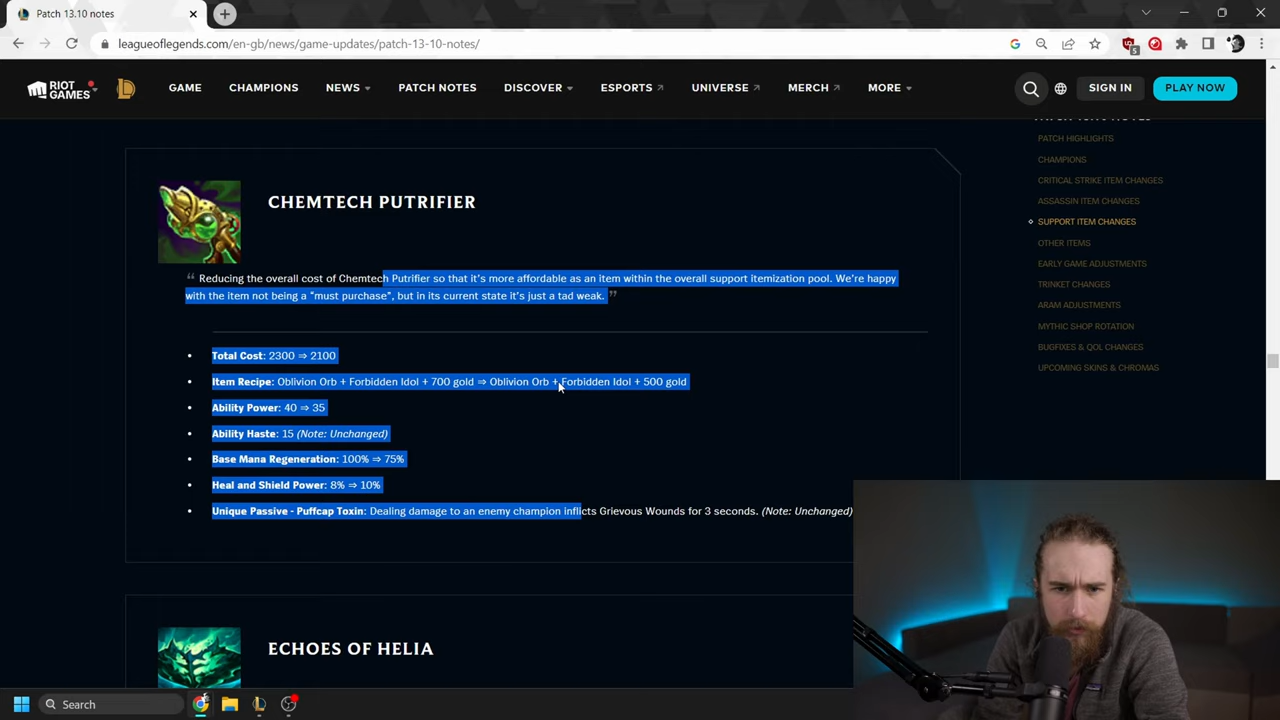 Patch 13.10 notes
leagueoflegends.com/en-gb/news/game-updates/patch-13-10-notes/
5
RIOT GAMES
GAME CHAMPIONS NEWS PATCH NOTES DISCOVER ESPORTS UNIVERSE MERCH MORE SIGN IN PLAY NOW
PATCH HIGHLIGHTS
CHAMPIONS
CRITICAL STRIKE ITEM CHANGES
ASSASSIN ITEM CHANGES
SUPPORT ITEM CHANGES
OTHER ITEMS
EARLY GAME ADJUSTMENTS
TRINKET CHANGES
ARAM ADJUSTMENTS
MYTHIC SHOP ROTATION
BUGFIXES & QOL CHANGES
UPCOMING SKINS & CHROMAS
CHEMTECH PUTRIFIER
“ Reducing the overall cost of Chemtech Putrifier so that it's more affordable as an item within the overall support itemization pool. We're happy
with the item not being a “must purchase”, but in its current state it's just a tad weak. ”
• Total Cost: 2300 ⇒ 2100
• Item Recipe: Oblivion Orb + Forbidden Idol + 700 gold ⇒ Oblivion Orb + Forbidden Idol + 500 gold
• Ability Power: 40 ⇒ 35
• Ability Haste: 15 (Note: Unchanged)
• Base Mana Regeneration: 100% ⇒ 75%
• Heal and Shield Power: 8% ⇒ 10%
• Unique Passive - Puffcap Toxin: Dealing damage to an enemy champion inflicts Grievous Wounds for 3 seconds. (Note: Unchanged)
ECHOES OF HELIA
Search